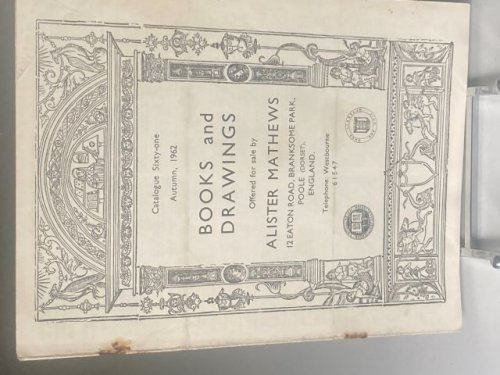 Catalogue Sixty-one
Autumn, 1962
BOOKS and
DRAWINGS
Offered for sale by
ALISTER MATHEWS
12 EATON ROAD, BRANKSOME PARK,
POOLE (DORSET),
ENGLAND.
Telephone: Westbourne
61547